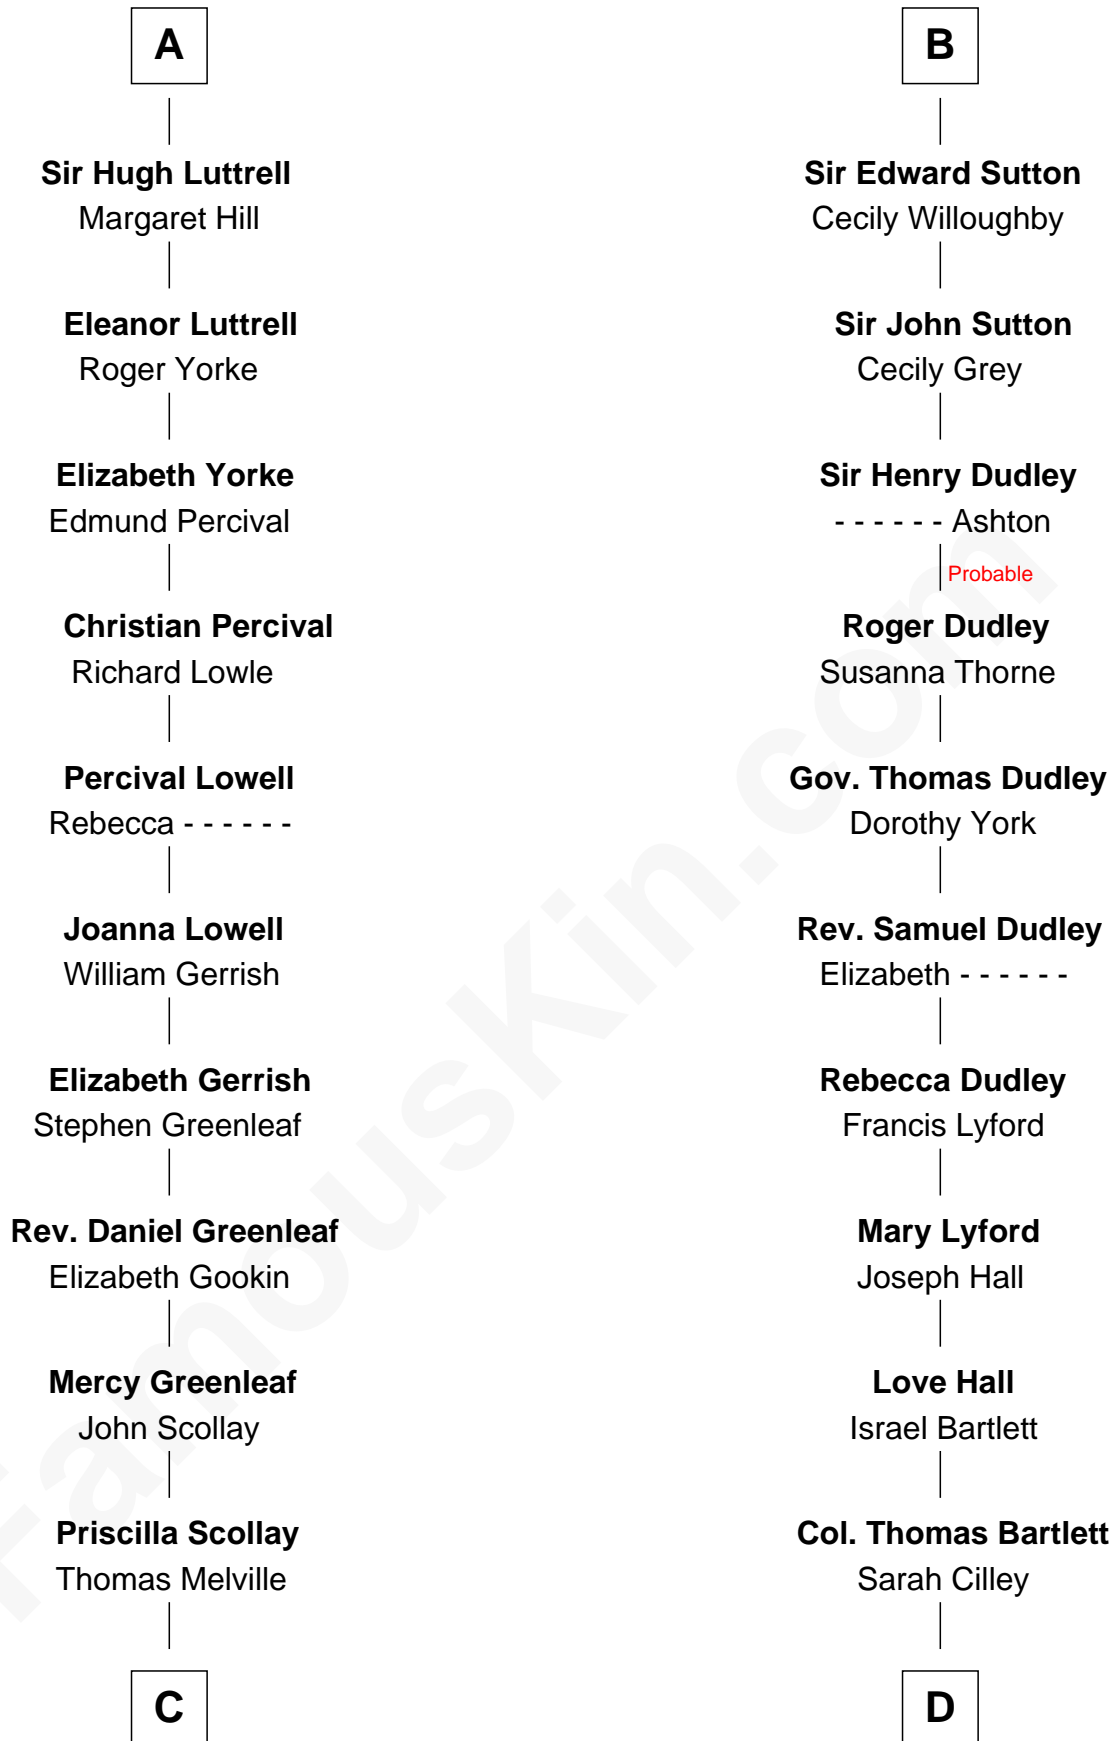 A
Sir Hugh Luttrell
Margaret Hill
Eleanor Luttrell
Roger Yorke
Elizabeth Yorke
Edmund Percival
Christian Percival
Richard Lowle
Percival Lowell
Rebecca - - - - - -
Joanna Lowell
William Gerrish
Elizabeth Gerrish
Stephen Greenleaf
Rev. Daniel Greenleaf
Elizabeth Gookin
Mercy Greenleaf
John Scollay
Priscilla Scollay
Thomas Melville
C
B
Sir Edward Sutton
Cecily Willoughby
Sir John Sutton
Cecily Grey
Sir Henry Dudley
- - - - - - Ashton
Probable
Roger Dudley
Susanna Thorne
Gov. Thomas Dudley
Dorothy York
Rev. Samuel Dudley
Elizabeth - - - - - -
Rebecca Dudley
Francis Lyford
Mary Lyford
Joseph Hall
Love Hall
Israel Bartlett
Col. Thomas Bartlett
Sarah Cilley
D
FamousKin.com